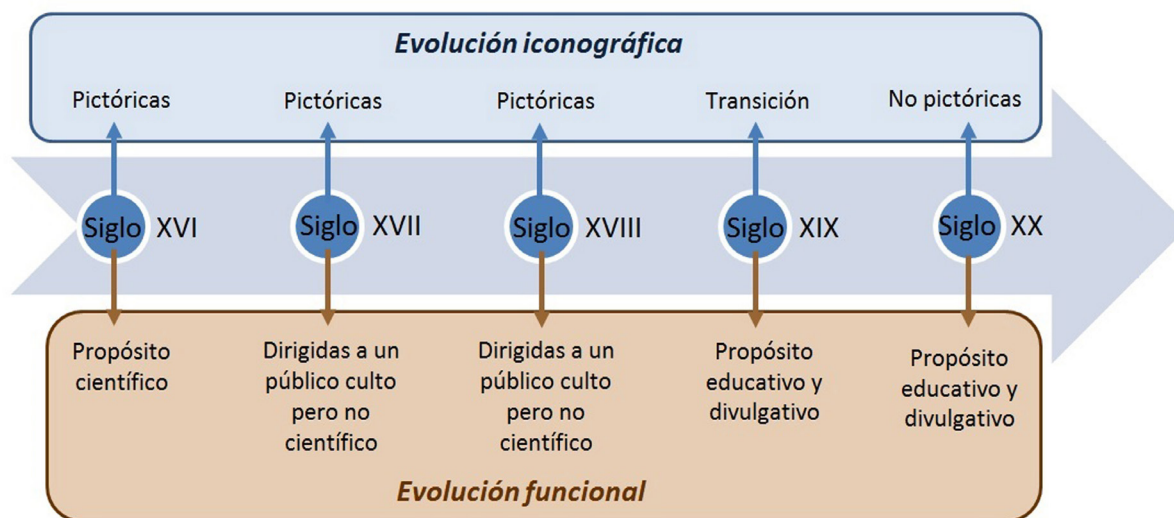 Evolución iconográfica
Pictóricas
Pictóricas
Pictóricas
Transición
No pictóricas
Siglo XVI
Siglo XVII
Siglo XVIII
Siglo XIX
Siglo XX
Propósito
científico
Dirigidas a un
público culto
pero no
científico
Dirigidas a un
público culto
pero no
científico
Propósito
educativo y
divulgativo
Propósito
educativo y
divulgativo
Evolución funcional